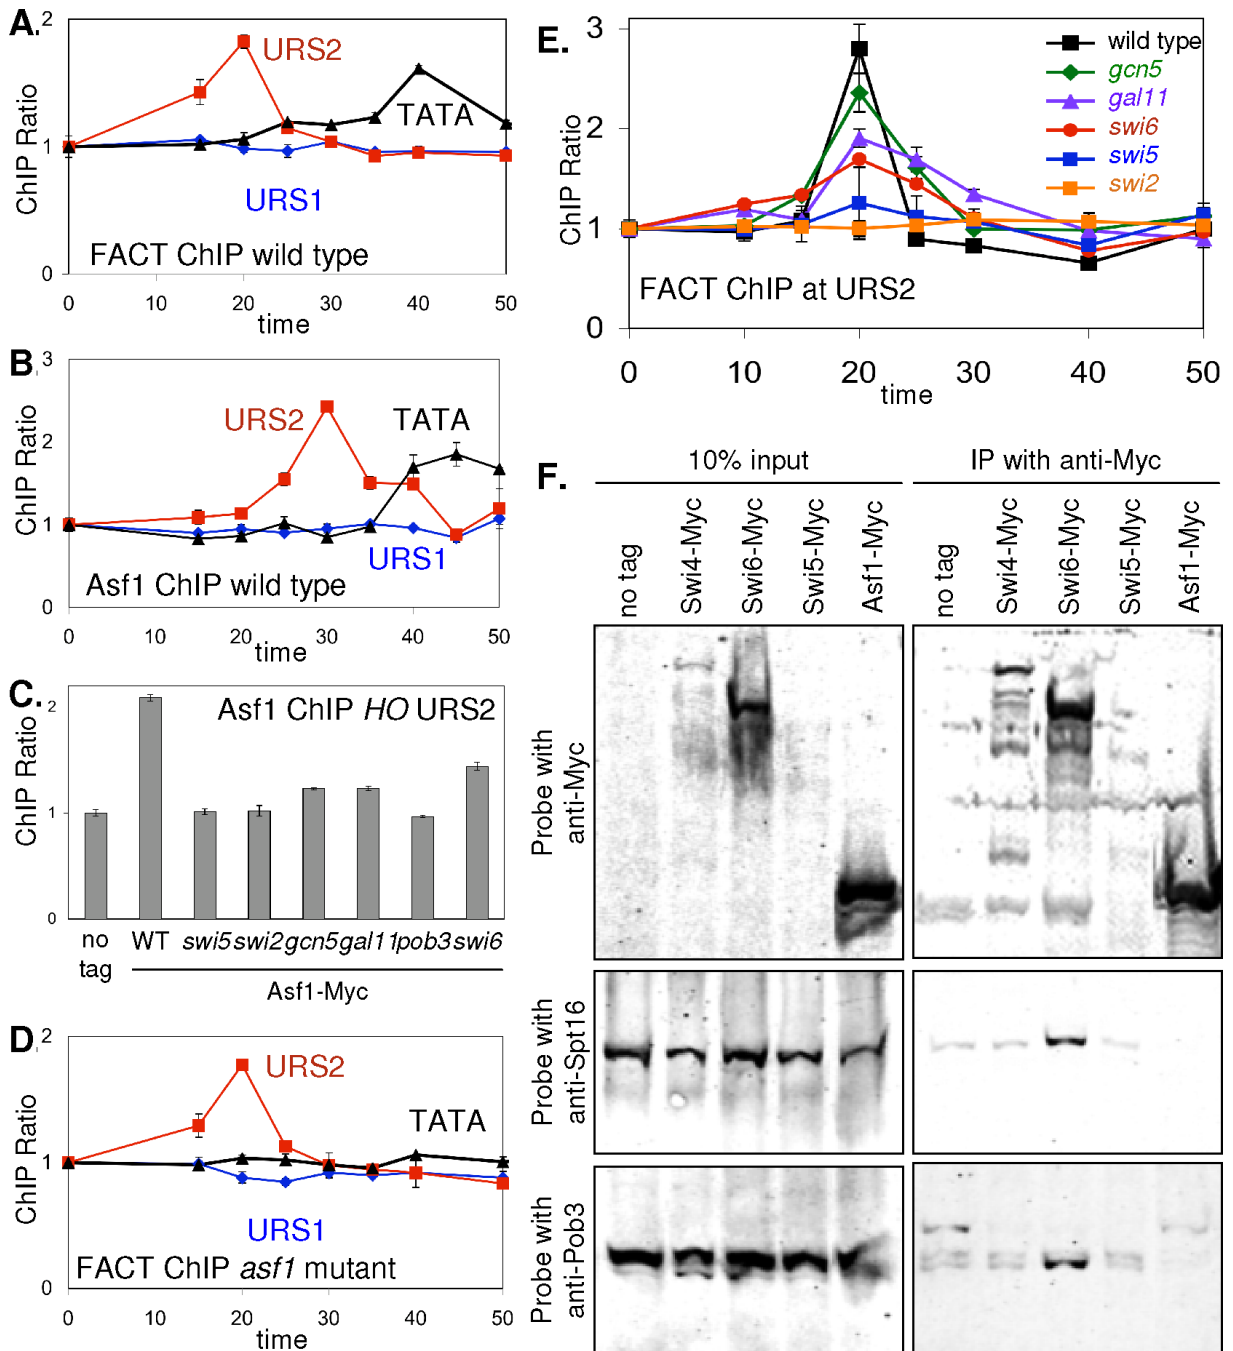 A.
2
1
0
ChIP Ratio
URS2
TATA
URS1
FACT ChIP wild type
0 10 20 30 40 50
time
B.
3
2
1
0
ChIP Ratio
URS2
TATA
URS1
Asf1 ChIP wild type
0 10 20 30 40 50
time
C.
2
1
0
ChIP Ratio
Asf1 ChIP HO URS2
no tag WT swi5 swi2 gcn5 gal11 pob3 swi6
Asf1-Myc
D.
2
1
0
ChIP Ratio
URS2
TATA
URS1
FACT ChIP asf1 mutant
0 10 20 30 40 50
time
E.
3
2
1
0
ChIP Ratio
wild type
gcn5
gal11
swi6
swi5
swi2
FACT ChIP at URS2
0 10 20 30 40 50
time
F.
10% input
IP with anti-Myc
no tag Swi4-Myc Swi6-Myc Swi5-Myc Asf1-Myc
no tag Swi4-Myc Swi6-Myc Swi5-Myc Asf1-Myc
Probe with
anti-Myc
Probe with
anti-Spt16
Probe with
anti-Pob3